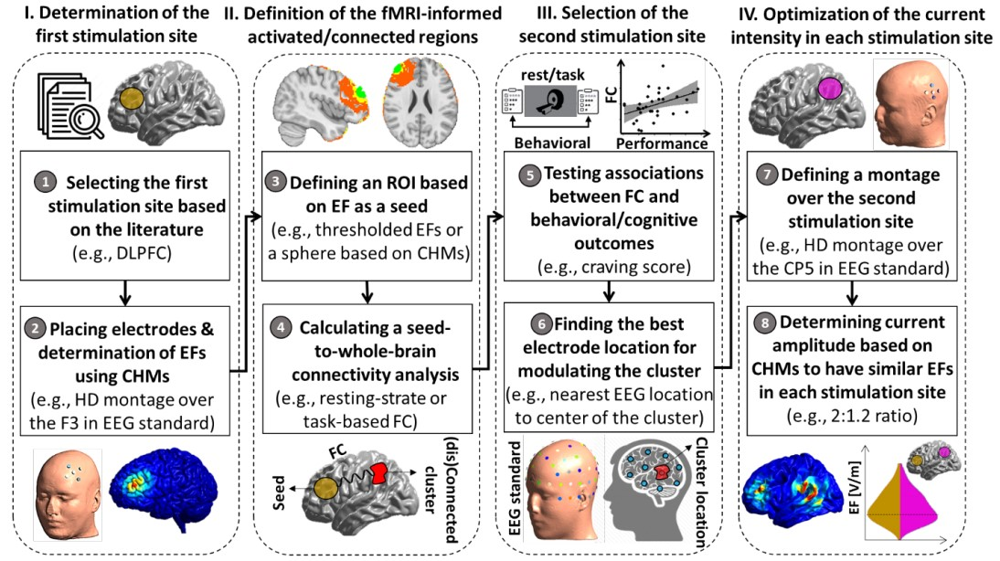 I. Determination of the
first stimulation site
1 Selecting the first
stimulation site based
on the literature
(e.g., DLPFC)
2 Placing electrodes &
determination of EFs
using CHMs
(e.g., HD montage over
the F3 in EEG standard)
II. Definition of the fMRI-informed
activated/connected regions
3 Defining an ROI based
on EF as a seed
(e.g., thresholded EFs or
a sphere based on CHMs)
4 Calculating a seed-
to-whole-brain
connectivity analysis
(e.g., resting-strate or
task-based FC)
FC
Seed
(dis)Connected
cluster
III. Selection of the
second stimulation site
rest/task
Behavioral
FC
Performance
5 Testing associations
between FC and
behavioral/cognitive
outcomes
(e.g., craving score)
6 Finding the best
electrode location for
modulating the cluster
(e.g., nearest EEG location
to center of the cluster)
EEG standard
Cluster location
IV. Optimization of the current
intensity in each stimulation site
7 Defining a montage
over the second
stimulation site
(e.g., HD montage over
the CP5 in EEG standard)
8 Determining current
amplitude based on
CHMs to have similar EFs
in each stimulation site
(e.g., 2:1.2 ratio)
EF [V/m]